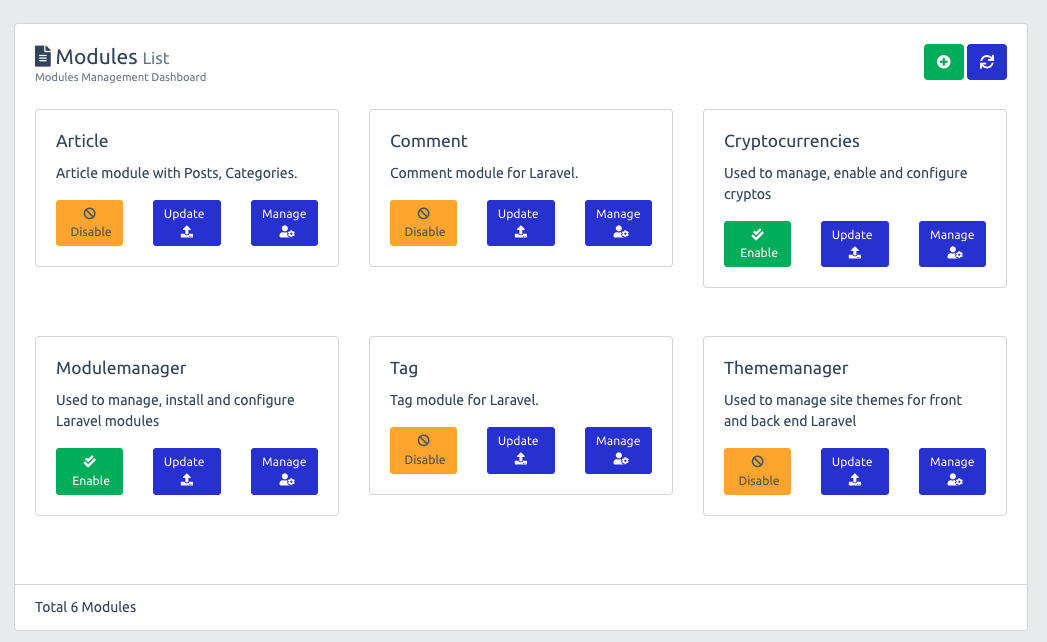 Modules List
Modules Management Dashboard
Article
Article module with Posts, Categories.
Disable
Update
Manage
Comment
Comment module for Laravel.
Disable
Update
Manage
Cryptocurrencies
Used to manage, enable and configure
cryptos
Enable
Update
Manage
Modulemanager
Used to manage, install and configure
Laravel modules
Enable
Update
Manage
Tag
Tag module for Laravel.
Disable
Update
Manage
Thememanager
Used to manage site themes for front
and back end Laravel
Disable
Update
Manage
Total 6 Modules